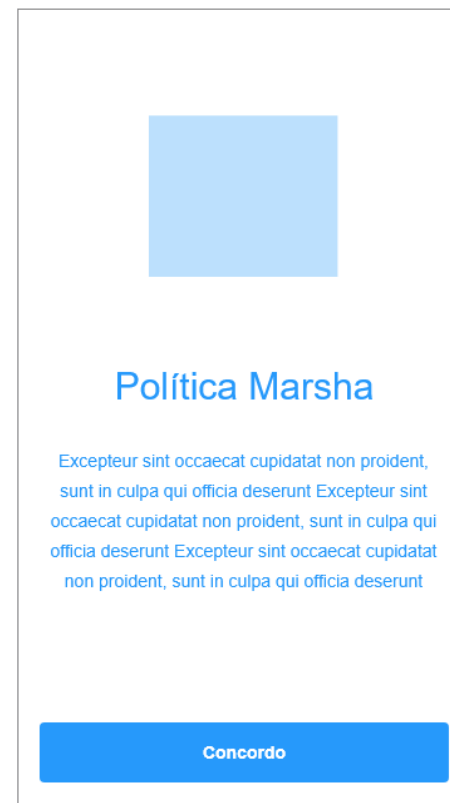 Política Marsha
Excepteur sint occaecat cupidatat non proident,
sunt in culpa qui officia deserunt Excepteur sint
occaecat cupidatat non proident, sunt in culpa qui
officia deserunt Excepteur sint occaecat cupidatat
non proident, sunt in culpa qui officia deserunt
Concordo